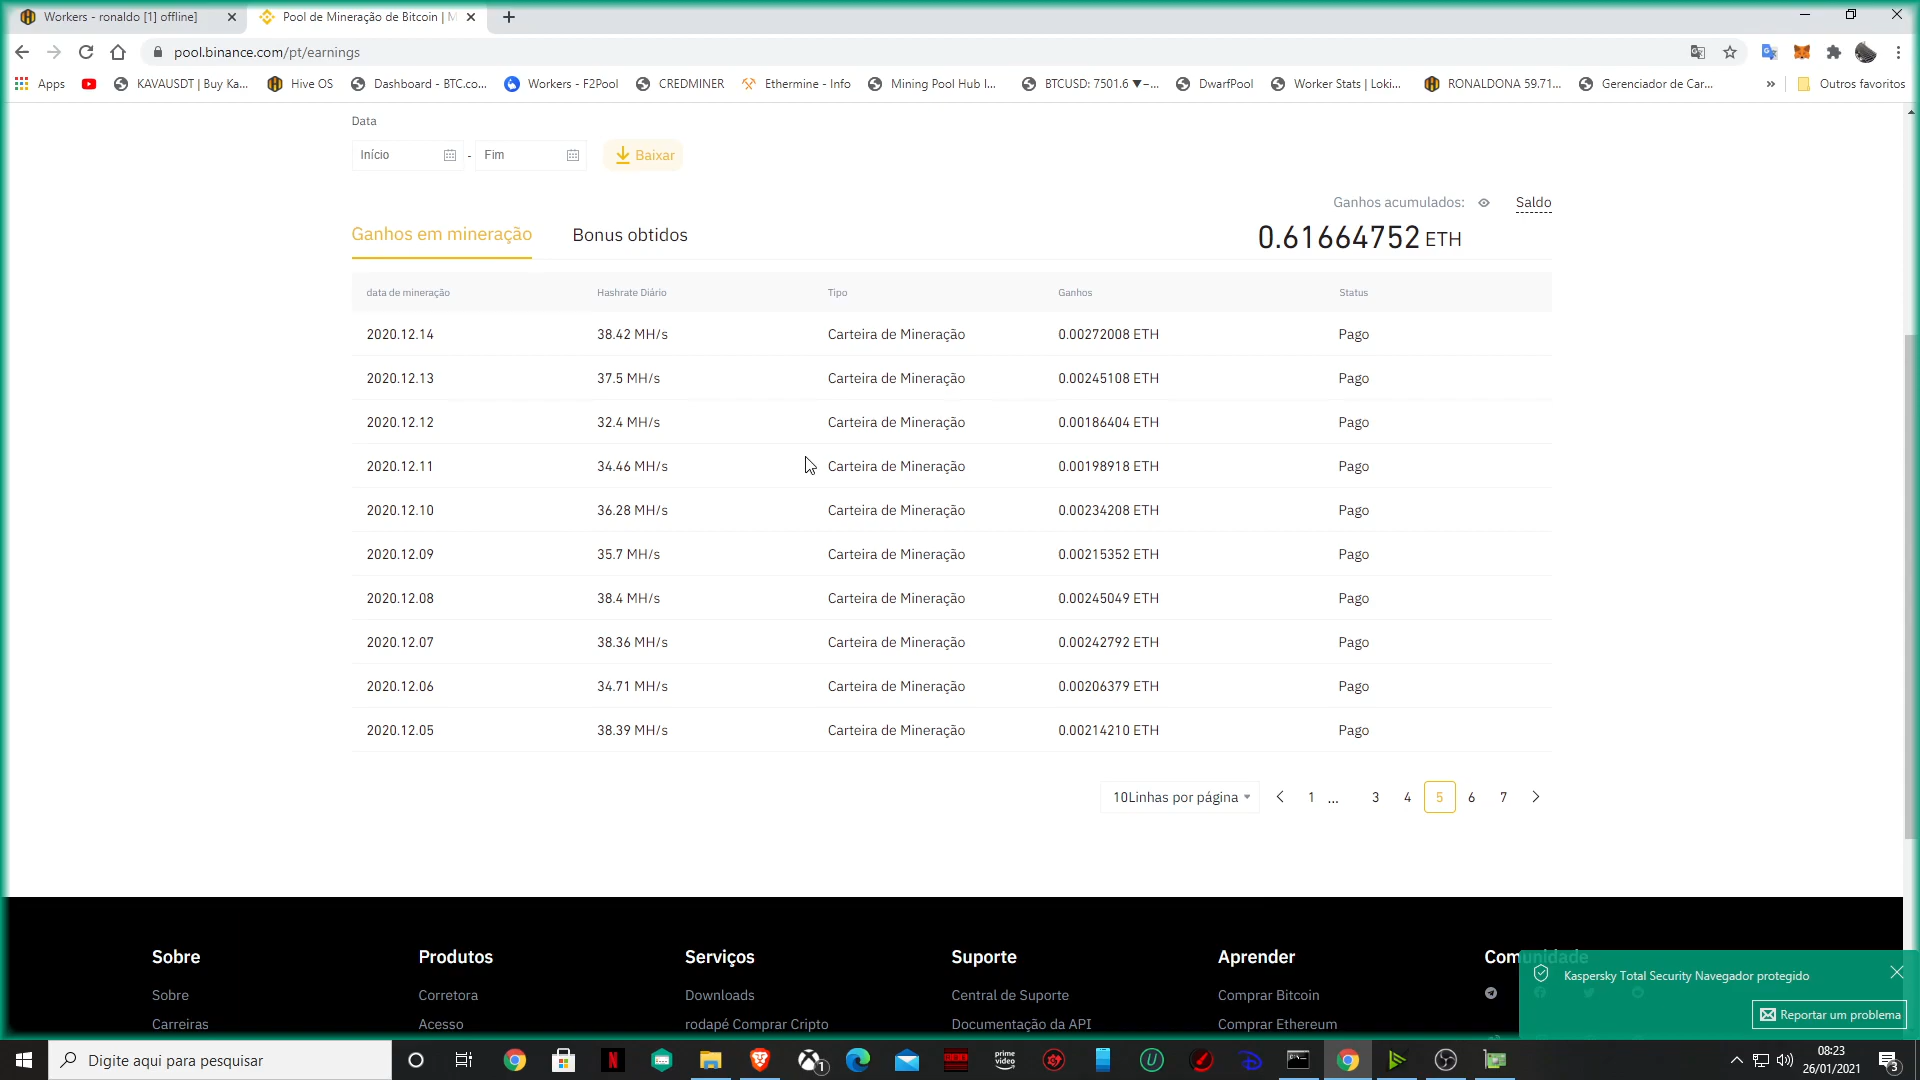 Workers - ronaldo [1] offline]
Pool de Mineração de Bitcoin | M
pool.binance.com/pt/earnings
Apps
KAVAUSDT | Buy Ka...
Hive OS
Dashboard - BTC.co...
Workers - F2Pool
CREDMINER
Ethermine - Info
Mining Pool Hub I...
BTCUSD: 7501.6 ▼−...
DwarfPool
Worker Stats | Loki...
RONALDONA 59.71...
Gerenciador de Car...
»
Outros favoritos
Data
Início - Fim Baixar
Ganhos acumulados: Saldo
Ganhos em mineração Bonus obtidos 0.61664752 ETH
data de mineração Hashrate Diário Tipo Ganhos Status
2020.12.14 38.42 MH/s Carteira de Mineração 0.00272008 ETH Pago
2020.12.13 37.5 MH/s Carteira de Mineração 0.00245108 ETH Pago
2020.12.12 32.4 MH/s Carteira de Mineração 0.00186404 ETH Pago
2020.12.11 34.46 MH/s Carteira de Mineração 0.00198918 ETH Pago
2020.12.10 36.28 MH/s Carteira de Mineração 0.00234208 ETH Pago
2020.12.09 35.7 MH/s Carteira de Mineração 0.00215352 ETH Pago
2020.12.08 38.4 MH/s Carteira de Mineração 0.00245049 ETH Pago
2020.12.07 38.36 MH/s Carteira de Mineração 0.00242792 ETH Pago
2020.12.06 34.71 MH/s Carteira de Mineração 0.00206379 ETH Pago
2020.12.05 38.39 MH/s Carteira de Mineração 0.00214210 ETH Pago
10Linhas por página 1 ... 3 4 5 6 7
Sobre Produtos Serviços Suporte Aprender Comunidade
Sobre Corretora Downloads Central de Suporte Comprar Bitcoin
Carreiras Acesso rodapé Comprar Cripto Documentação da API Comprar Ethereum
Kaspersky Total Security Navegador protegido
Reportar um problema
Digite aqui para pesquisar
prime video
1
08:23
26/01/2021
3